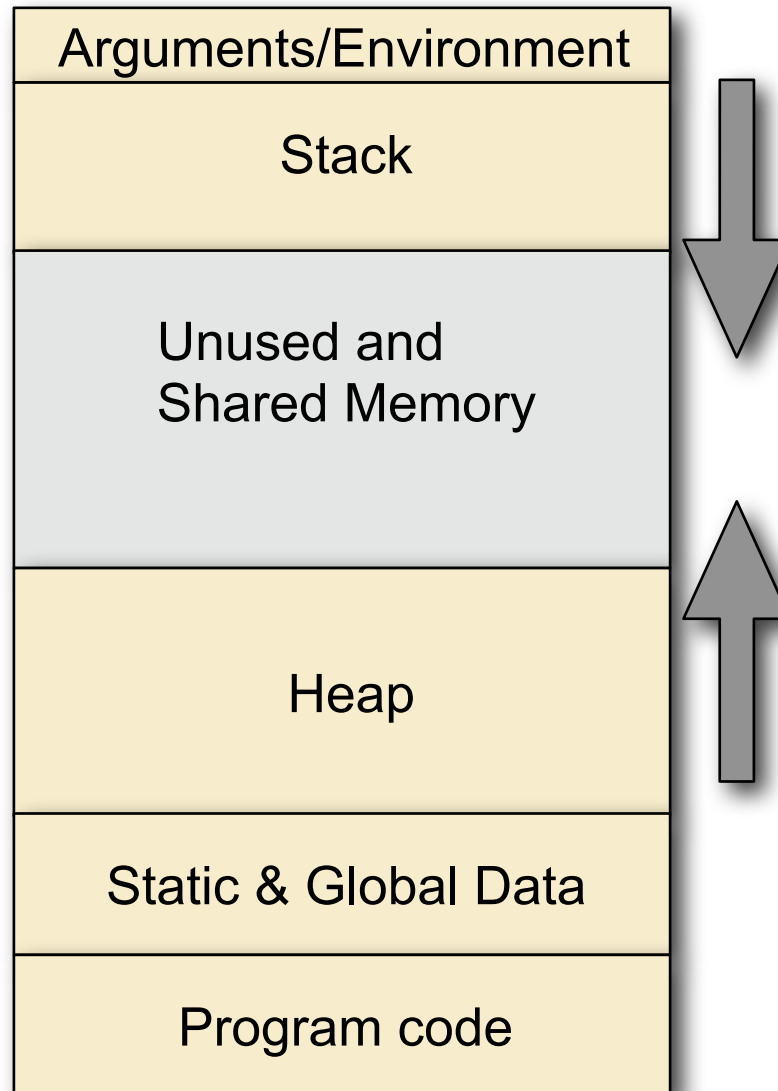 Arguments/Environment
Stack
Unused and
Shared Memory
Heap
Static & Global Data
Program code